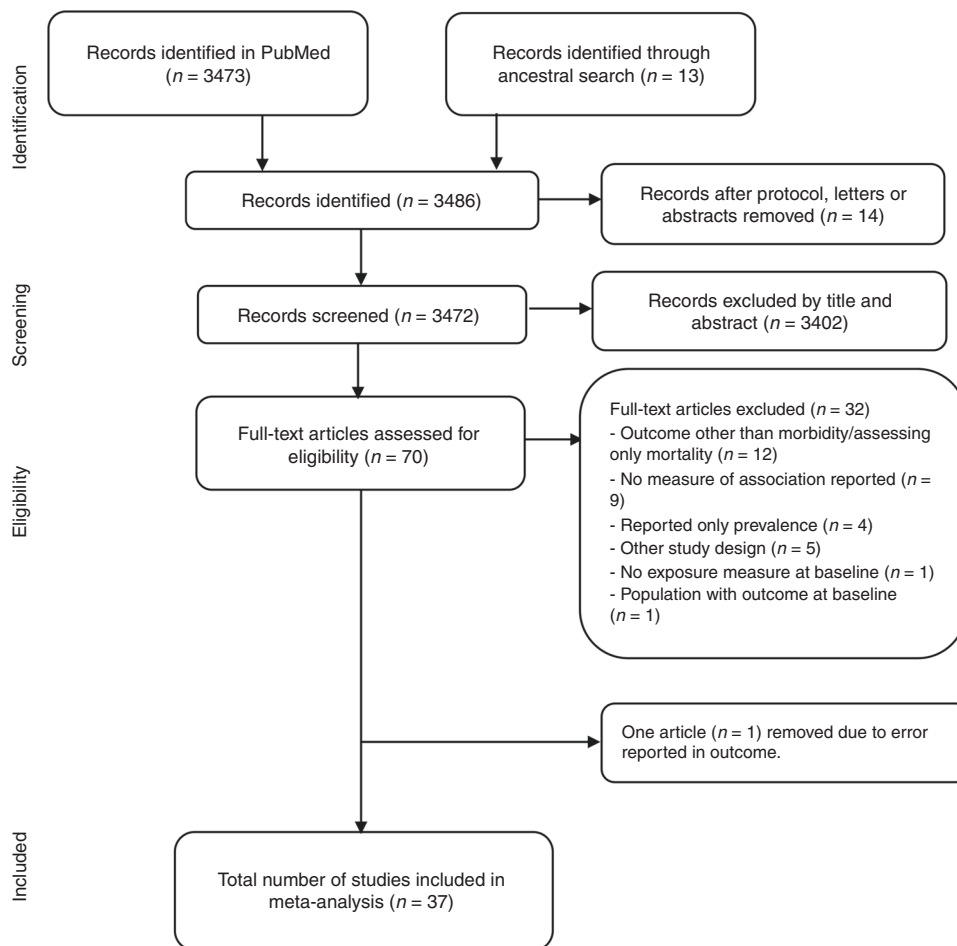 Records identified in PubMed
(n = 3473)
Records identified through
ancestral search (n = 13)
Identification
Records identified (n = 3486)
Records after protocol, letters or
abstracts removed (n = 14)
Screening
Records screened (n = 3472)
Records excluded by title and
abstract (n = 3402)
Eligibility
Full-text articles assessed for
eligibility (n = 70)
Full-text articles excluded (n = 32)
- Outcome other than morbidity/assessing
only mortality (n = 12)
- No measure of association reported (n =
9)
- Reported only prevalence (n = 4)
- Other study design (n = 5)
- No exposure measure at baseline (n = 1)
- Population with outcome at baseline
(n = 1)
One article (n = 1) removed due to error
reported in outcome.
Included
Total number of studies included in
meta-analysis (n = 37)